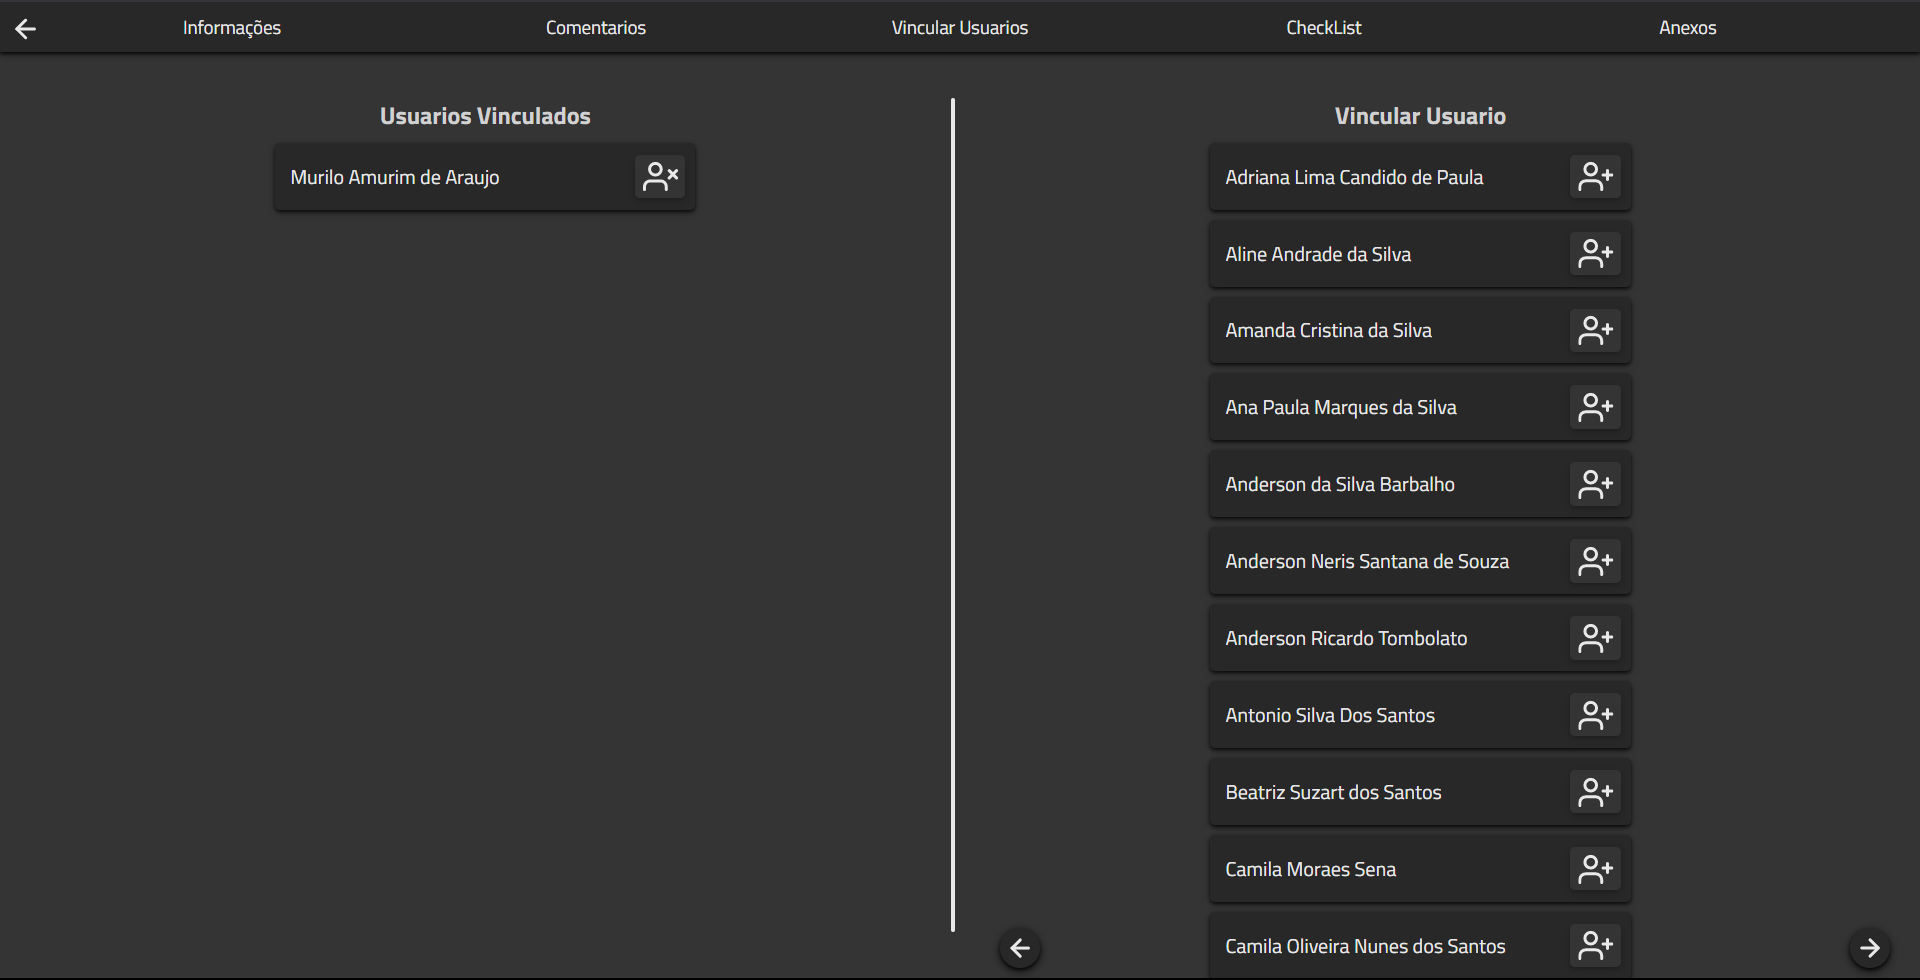 Informações
Comentarios
Vincular Usuarios
CheckList
Anexos
Usuarios Vinculados
Murilo Amurim de Araujo
Vincular Usuario
Adriana Lima Candido de Paula
Aline Andrade da Silva
Amanda Cristina da Silva
Ana Paula Marques da Silva
Anderson da Silva Barbalho
Anderson Neris Santana de Souza
Anderson Ricardo Tombolato
Antonio Silva Dos Santos
Beatriz Suzart dos Santos
Camila Moraes Sena
Camila Oliveira Nunes dos Santos